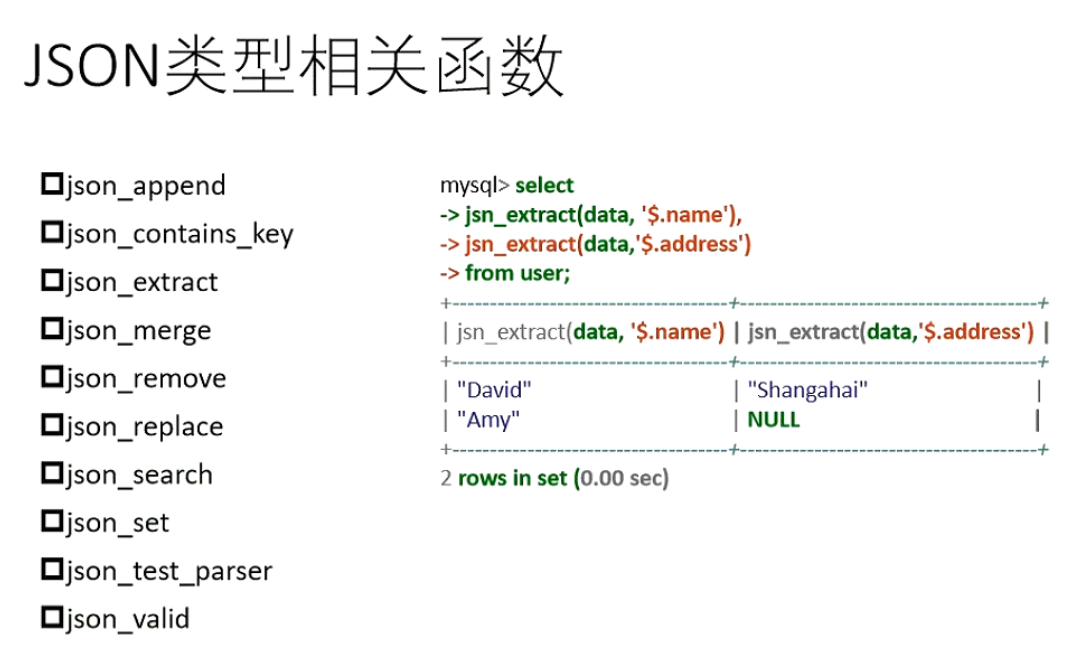 JSON类型相关函数
json_append
json_contains_key
json_extract
json_merge
json_remove
json_replace
json_search
json_set
json_test_parser
json_valid
mysql> select
-> jsn_extract(data, '$.name'),
-> jsn_extract(data,'$.address')
-> from user;
+-----------------------------------+--------------------------------------+
| jsn_extract(data, '$.name') | jsn_extract(data,'$.address') |
+-----------------------------------+--------------------------------------+
| "David" | "Shangahai" |
| "Amy" | NULL |
+-----------------------------------+--------------------------------------+
2 rows in set (0.00 sec)